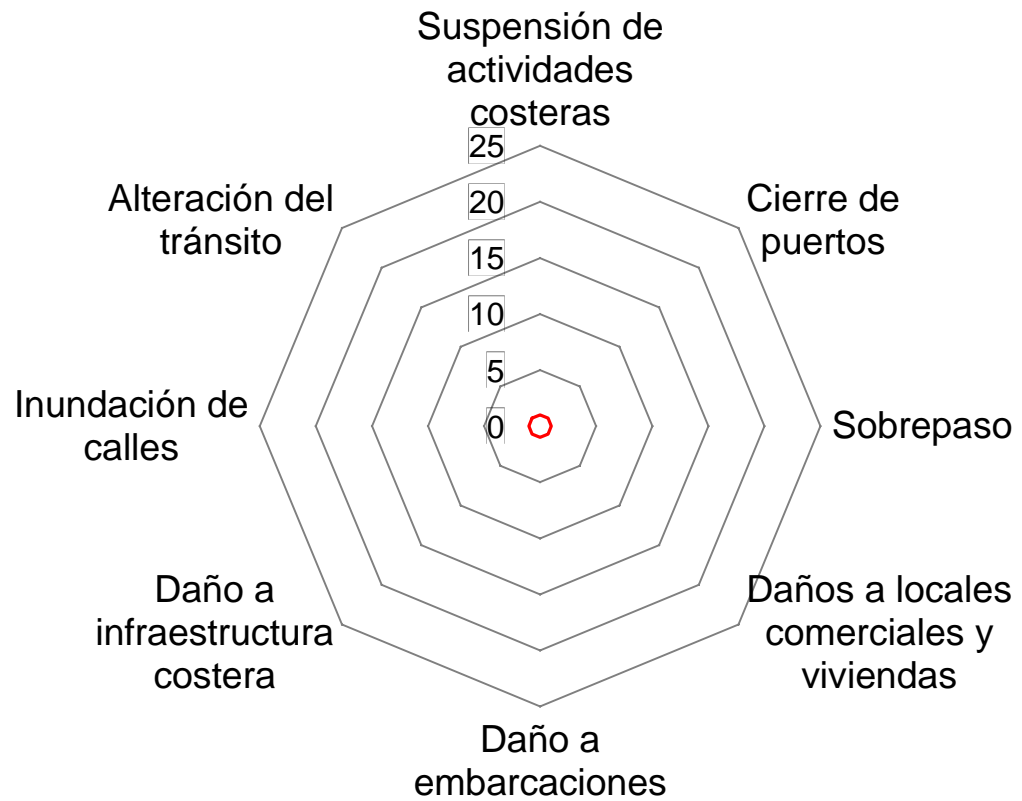 Suspensión de
actividades
costeras
25
20
15
10
5
0
Cierre de
puertos
Sobrepaso
Daños a locales
comerciales y
viviendas
Daño a
embarcaciones
Daño a
infraestructura
costera
Inundación de
calles
Alteración del
tránsito